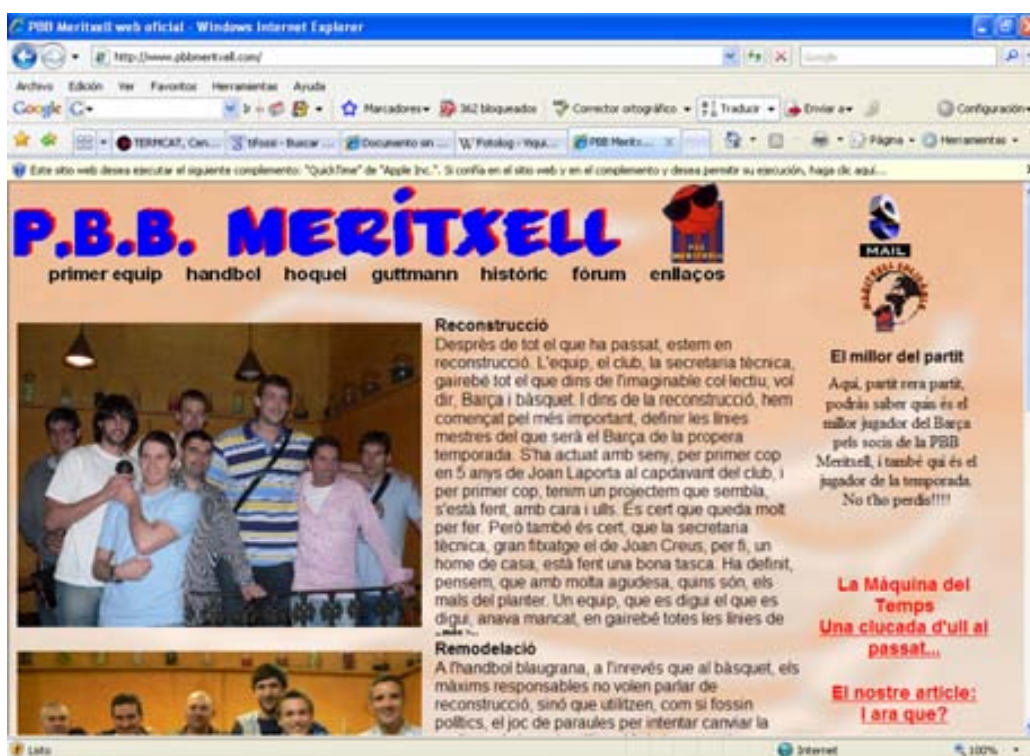 PBB Meritxell web oficial - Windows Internet Explorer
http://www.pbbmeritxell.com/
Google
Archivo Edición Ver Favoritos Herramientas Ayuda
Google Ir Marcadores 362 bloqueados Corrector ortográfico Traducir Enviar a Configuración
TERMCAT, Cen... tifossi - Buscar ... Documento sin ... Fotolog - Viqui... PBB Merits... Página Herramientas
Este sitio web desea ejecutar el siguiente complemento: "QuickTime" de "Apple Inc.". Si confía en el sitio web y en el complemento y desea permitir su ejecución, haga clic aquí...
P.B.B. MERÍTXELL
PBB
MERITXELL
primer equip handbol hoquei guttmann històric fòrum enllaços
Reconstrucció
Desprès de tot el que ha passat, estem en
reconstrucció. L'equip, el club, la secretaria tècnica,
gairebé tot el que dins de l'imaginable col·lectiu, vol
dir, Barça i bàsquet. I dins de la reconstrucció, hem
començat pel més important, definir les línies
mestres del que serà el Barça de la propera
temporada. S'ha actuat amb seny, per primer cop
en 5 anys de Joan Laporta al capdavant del club, i
per primer cop, tenim un projectem que sembla,
s'està fent, amb cara i ulls. És cert que queda molt
per fer. Però també és cert, que la secretaria
tècnica, gran fitxatge el de Joan Creus, per fi, un
home de casa, està fent una bona tasca. Ha definit,
pensem, que amb molta agudesa, quins són, els
mals del planter. Un equip, que es digui el que es
digui, anava mancat, en gairebé totes les línies de
..més >..
Remodelació
A l'handbol blaugrana, a l'inrevés que al bàsquet, els
màxims responsables no volen parlar de
reconstrucció, sinó que utilitzen, com si fossin
polítics, el joc de paraules per intentar canviar la
MAIL
El millor del partit
Aquí, partit rera partit,
podràs saber quin és el
millor jugador del Barça
pels socis de la PBB
Meritxell, i també qui és el
jugador de la temporada.
No t'ho perdis!!!!
La Màquina del
Temps
Una clucada d'ull al
passat...
El nostre article:
I ara que?
Listo Internet 100%